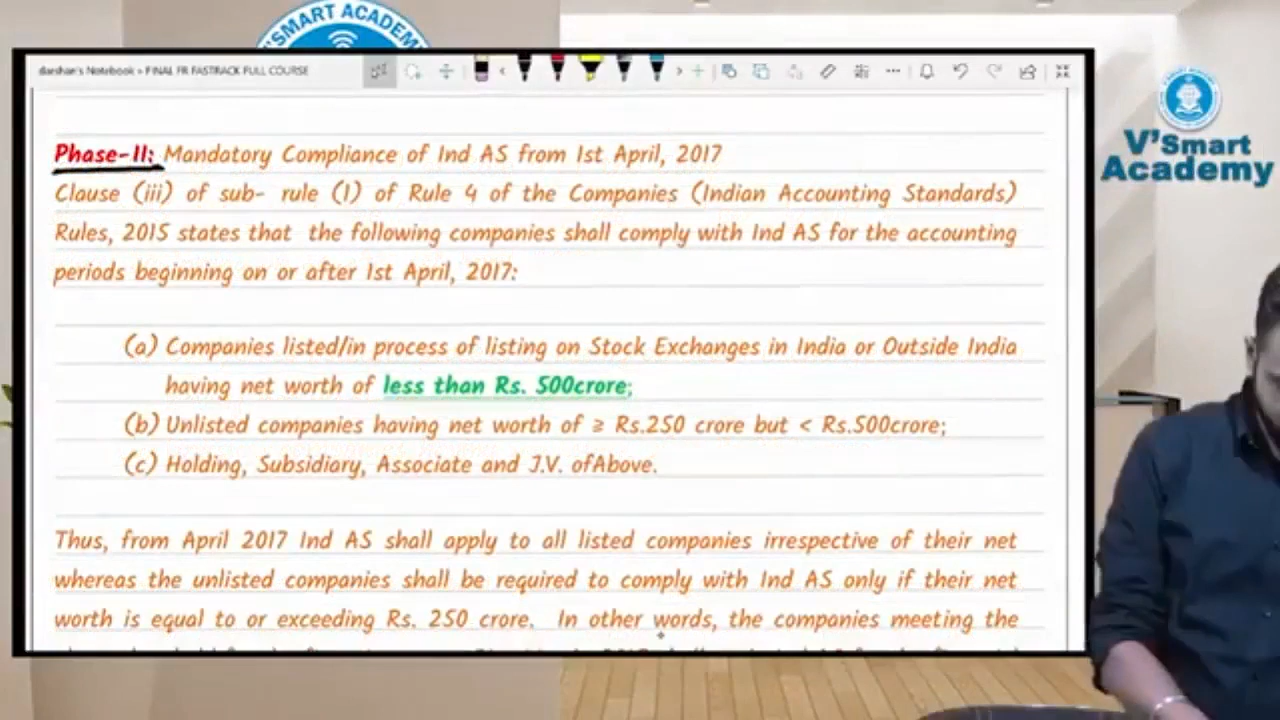 V'SMART ACADEMY
darshan's Notebook » FINAL FR FASTRACK FULL COURSE
Phase-II: Mandatory Compliance of Ind AS from 1st April, 2017
Clause (iii) of sub- rule (1) of Rule 4 of the Companies (Indian Accounting Standards)
Rules, 2015 states that the following companies shall comply with Ind AS for the accounting
periods beginning on or after 1st April, 2017:
(a) Companies listed/in process of listing on Stock Exchanges in India or Outside India
having net worth of less than Rs. 500crore;
(b) Unlisted companies having net worth of ≥ Rs.250 crore but < Rs.500crore;
(c) Holding, Subsidiary, Associate and J.V. ofAbove.
Thus, from April 2017 Ind AS shall apply to all listed companies irrespective of their net
whereas the unlisted companies shall be required to comply with Ind AS only if their net
worth is equal to or exceeding Rs. 250 crore. In other words, the companies meeting the
V'Smart
Academy